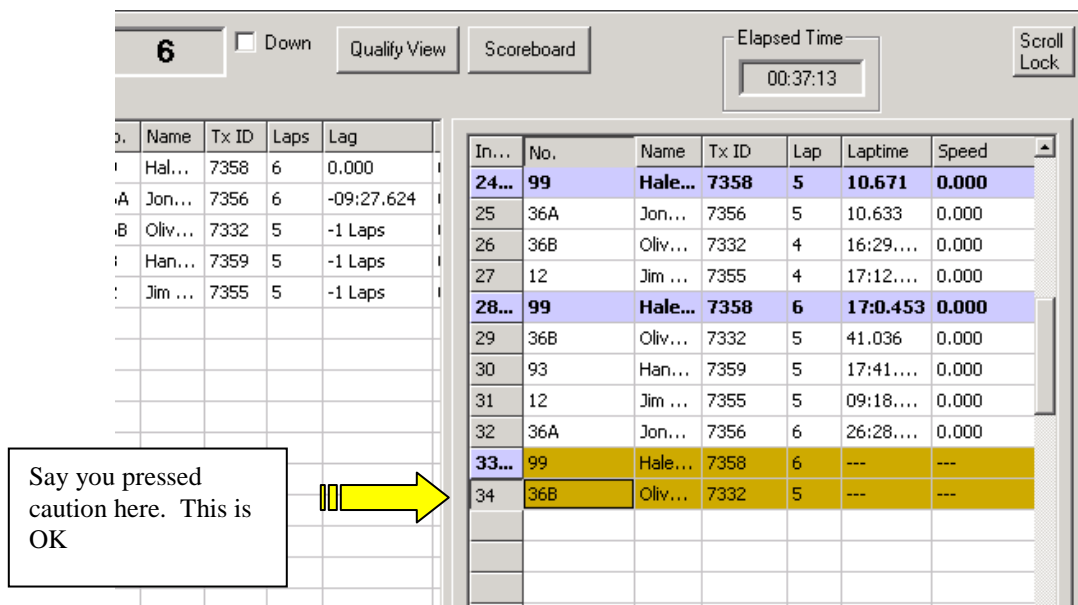 6
Down
Qualify View
Scoreboard
Elapsed Time
00:37:13
Scroll
Lock
Name Tx ID Laps Lag
Hal... 7358 6 0.000
Jon... 7356 6 -09:27.624
Oliv... 7332 5 -1 Laps
Han... 7359 5 -1 Laps
Jim ... 7355 5 -1 Laps
In... No. Name Tx ID Lap Laptime Speed
24... 99 Hale... 7358 5 10.671 0.000
25 36A Jon... 7356 5 10.633 0.000
26 36B Oliv... 7332 4 16:29.... 0.000
27 12 Jim ... 7355 4 17:12.... 0.000
28... 99 Hale... 7358 6 17:0.453 0.000
29 36B Oliv... 7332 5 41.036 0.000
30 93 Han... 7359 5 17:41.... 0.000
31 12 Jim ... 7355 5 09:18.... 0.000
32 36A Jon... 7356 6 26:28.... 0.000
33... 99 Hale... 7358 6 --- ---
34 36B Oliv... 7332 5 --- ---
Say you pressed
caution here. This is
OK